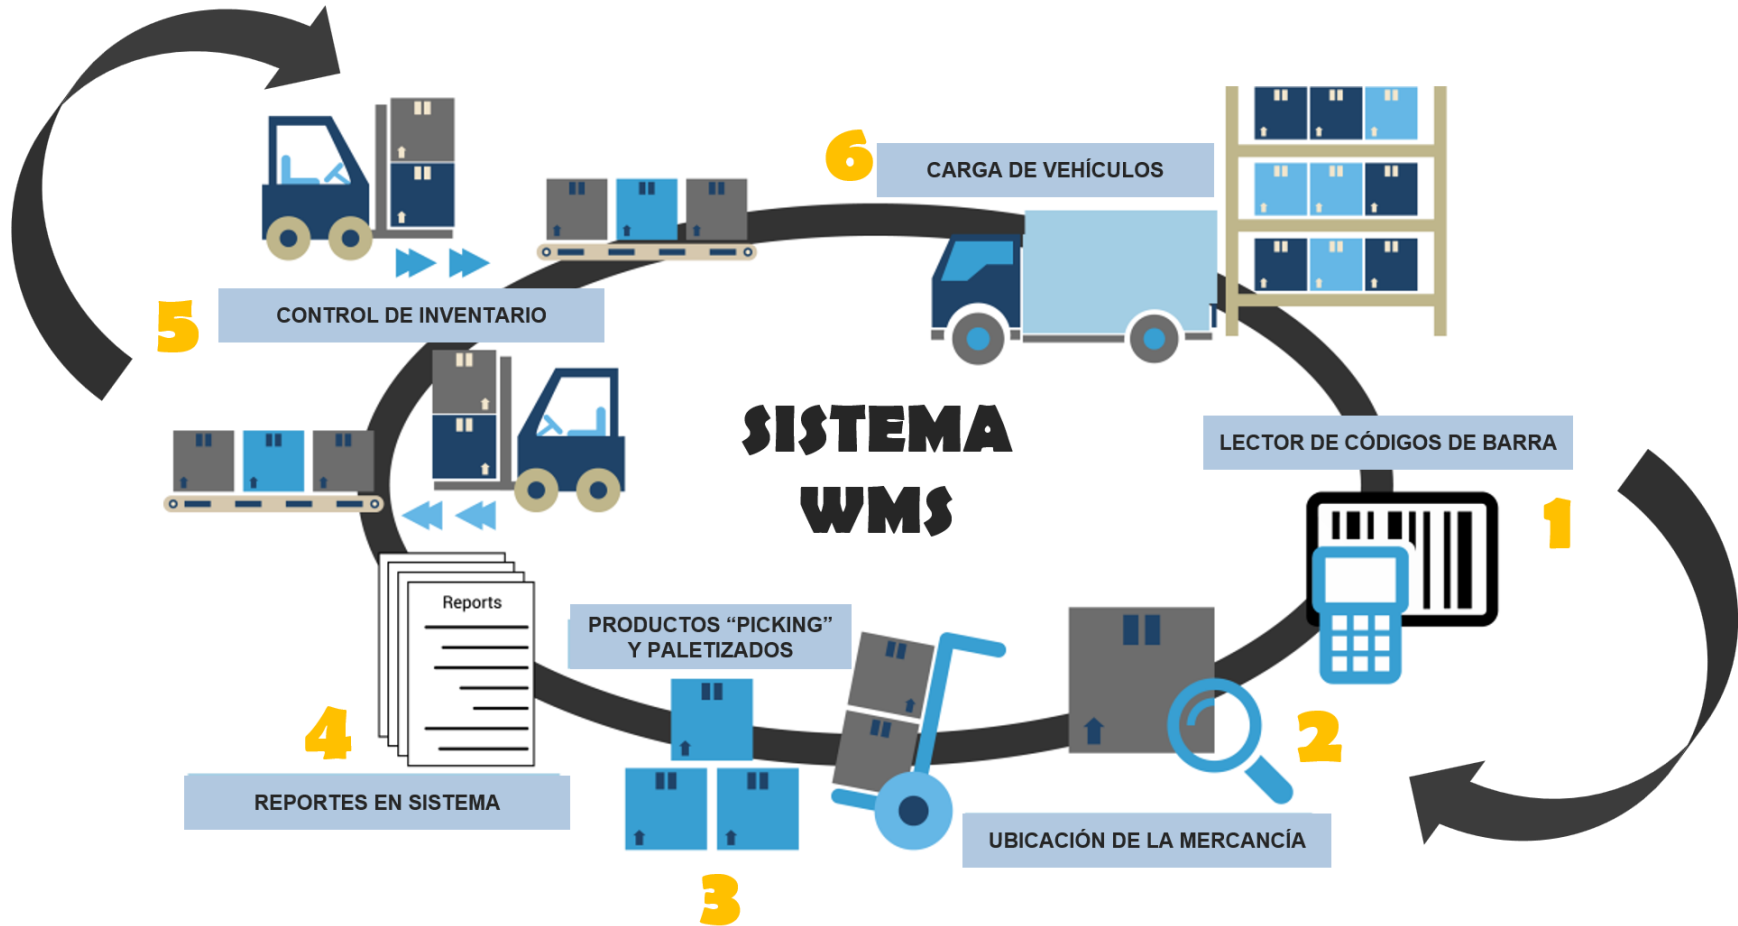 6
CARGA DE VEHÍCULOS
5
CONTROL DE INVENTARIO
SISTEMA
WMS
LECTOR DE CÓDIGOS DE BARRA
1
Reports
PRODUCTOS “PICKING”
Y PALETIZADOS
4
2
REPORTES EN SISTEMA
UBICACIÓN DE LA MERCANCÍA
3